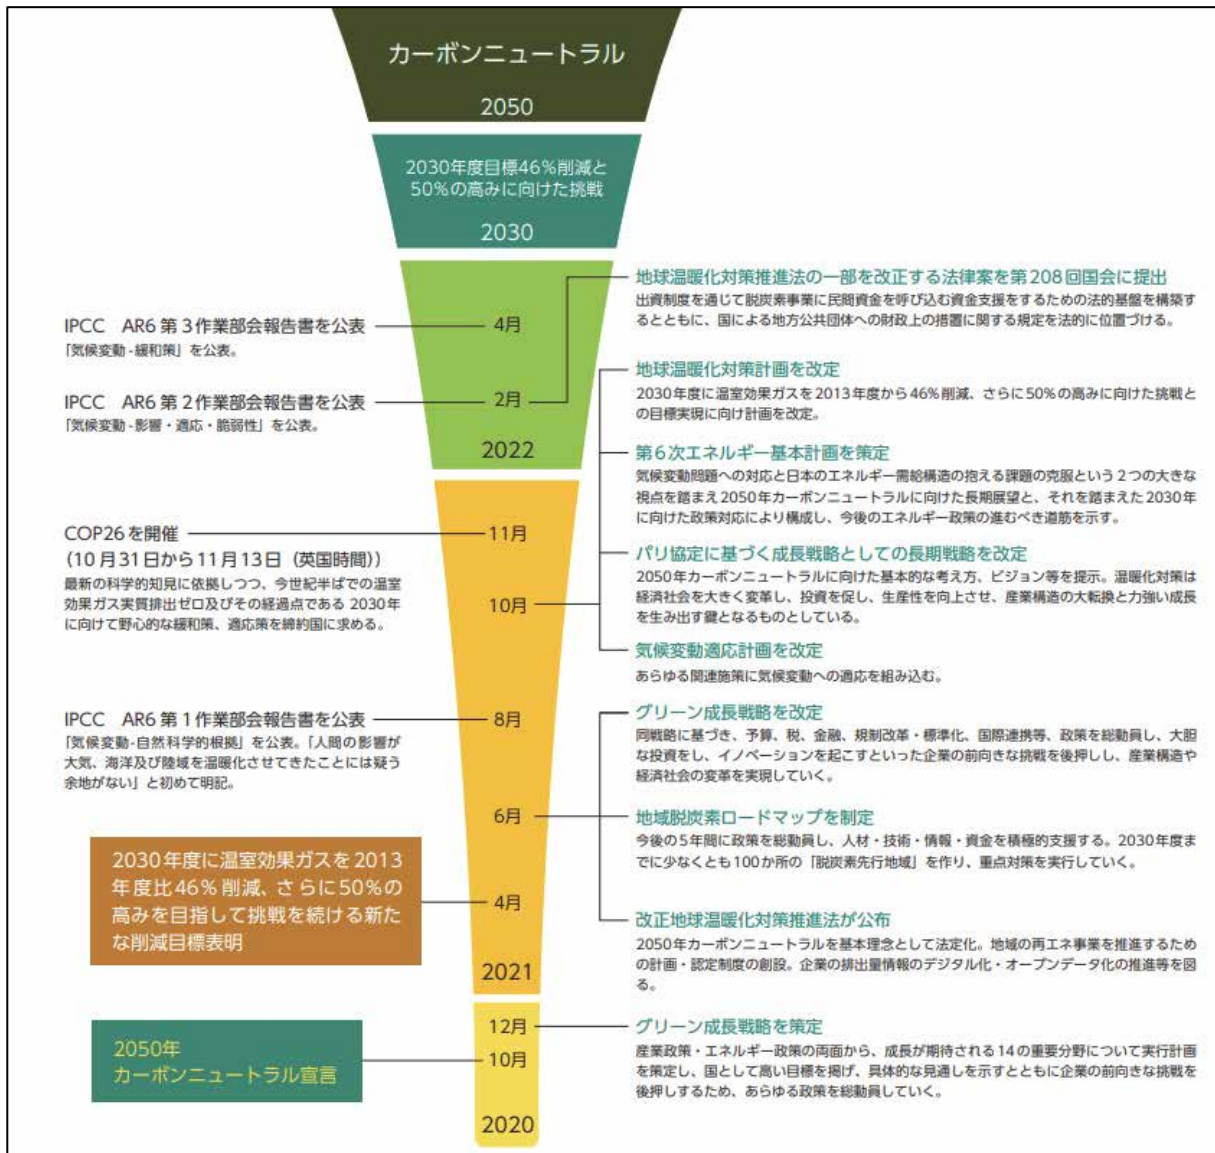 カーボンニュートラル
2050
2030年度目標46%削減と
50%の高みに向けた挑戦
2030
地球温暖化対策推進法の一部を改正する法律案を第208回国会に提出
出資制度を通じて脱炭素事業に民間資金を呼び込む資金支援をするための法的基盤を構築す
るとともに、国による地方公共団体への財政上の措置に関する規定を法的に位置づける。
IPCC AR6 第3作業部会報告書を公表
「気候変動-緩和策」を公表。
4月
地球温暖化対策計画を改定
2030年度に温室効果ガスを2013年度から46%削減、さらに50%の高みに向けた挑戦と
の目標実現に向け計画を改定。
IPCC AR6 第2作業部会報告書を公表
「気候変動-影響・適応・脆弱性」を公表。
2月
2022
第6次エネルギー基本計画を策定
気候変動問題への対応と日本のエネルギー需給構造の抱える課題の克服という2つの大きな
視点を踏まえ2050年カーボンニュートラルに向けた長期展望と、それを踏まえた2030年
に向けた政策対応により構成し、今後のエネルギー政策の進むべき道筋を示す。
COP26を開催
(10月31日から11月13日（英国時間）)
最新の科学的知見に依拠しつつ、今世紀半ばでの温室
効果ガス実質排出ゼロ及びその経過点である 2030年
に向けて野心的な緩和策、適応策を締約国に求める。
11月
パリ協定に基づく成長戦略としての長期戦略を改定
2050年カーボンニュートラルに向けた基本的な考え方、ビジョン等を提示。温暖化対策は
経済社会を大きく変革し、投資を促し、生産性を向上させ、産業構造の大転換と力強い成長
を生み出す鍵となるものとしている。
10月
気候変動適応計画を改定
あらゆる関連施策に気候変動への適応を組み込む。
IPCC AR6 第1作業部会報告書を公表
「気候変動-自然科学的根拠」を公表。「人間の影響が
大気、海洋及び陸域を温暖化させてきたことには疑う
余地がない」と初めて明記。
8月
グリーン成長戦略を改定
同戦略に基づき、予算、税、金融、規制改革・標準化、国際連携等、政策を総動員し、大胆
な投資をし、イノベーションを起こすといった企業の前向きな挑戦を後押しし、産業構造や
経済社会の変革を実現していく。
6月
地域脱炭素ロードマップを制定
今後の5年間に政策を総動員し、人材・技術・情報・資金を積極的支援する。2030年度ま
でに少なくとも100か所の「脱炭素先行地域」を作り、重点対策を実行していく。
2030年度に温室効果ガスを2013
年度比46%削減、さらに50%の
高みを目指して挑戦を続ける新た
な削減目標表明
4月
改正地球温暖化対策推進法が公布
2050年カーボンニュートラルを基本理念として法定化。地域の再エネ事業を推進するため
の計画・認定制度の創設。企業の排出量情報のデジタル化・オープンデータ化の推進等を図
る。
2021
12月
グリーン成長戦略を策定
産業政策・エネルギー政策の両面から、成長が期待される14の重要分野について実行計画
を策定し、国として高い目標を掲げ、具体的な見通しを示すとともに企業の前向きな挑戦を
後押しするため、あらゆる政策を総動員していく。
2050年
カーボンニュートラル宣言
10月
2020